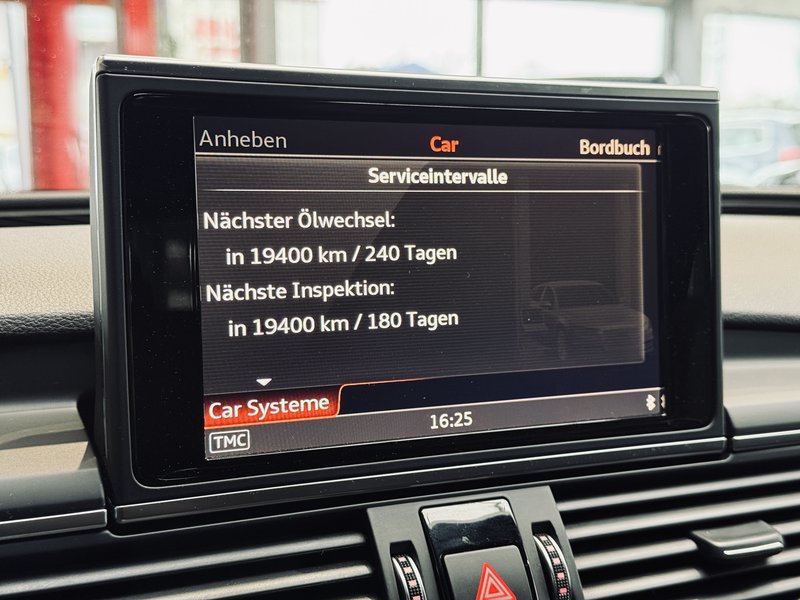 Anheben Car Bordbuch
Serviceintervalle
Nächster Ölwechsel:
in 19400 km / 240 Tagen
Nächste Inspektion:
in 19400 km / 180 Tagen
Car Systeme
TMC 16:25